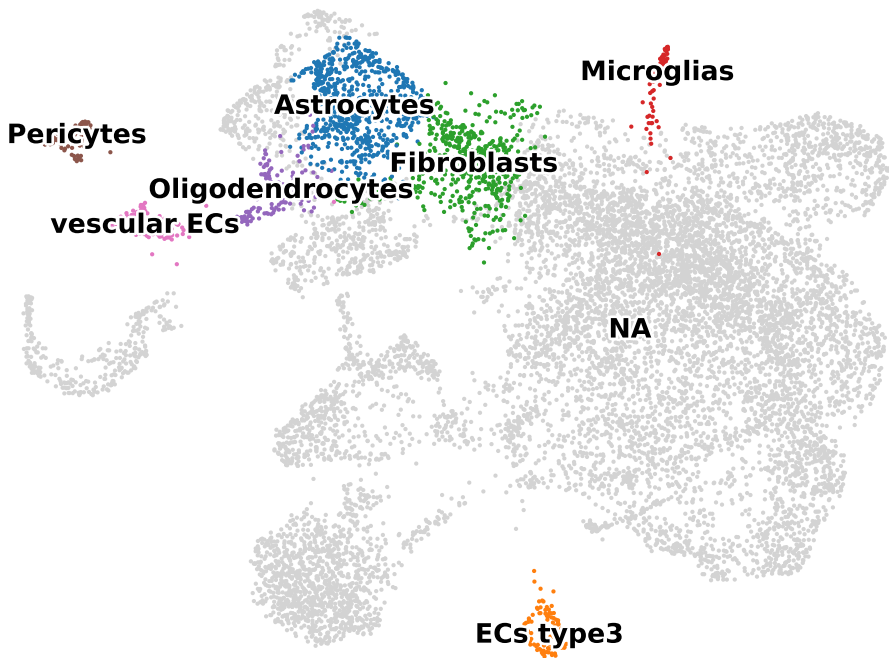 Microglias
Astrocytes
Pericytes
Fibroblasts
Oligodendrocytes
vescular ECs
NA
ECs type3